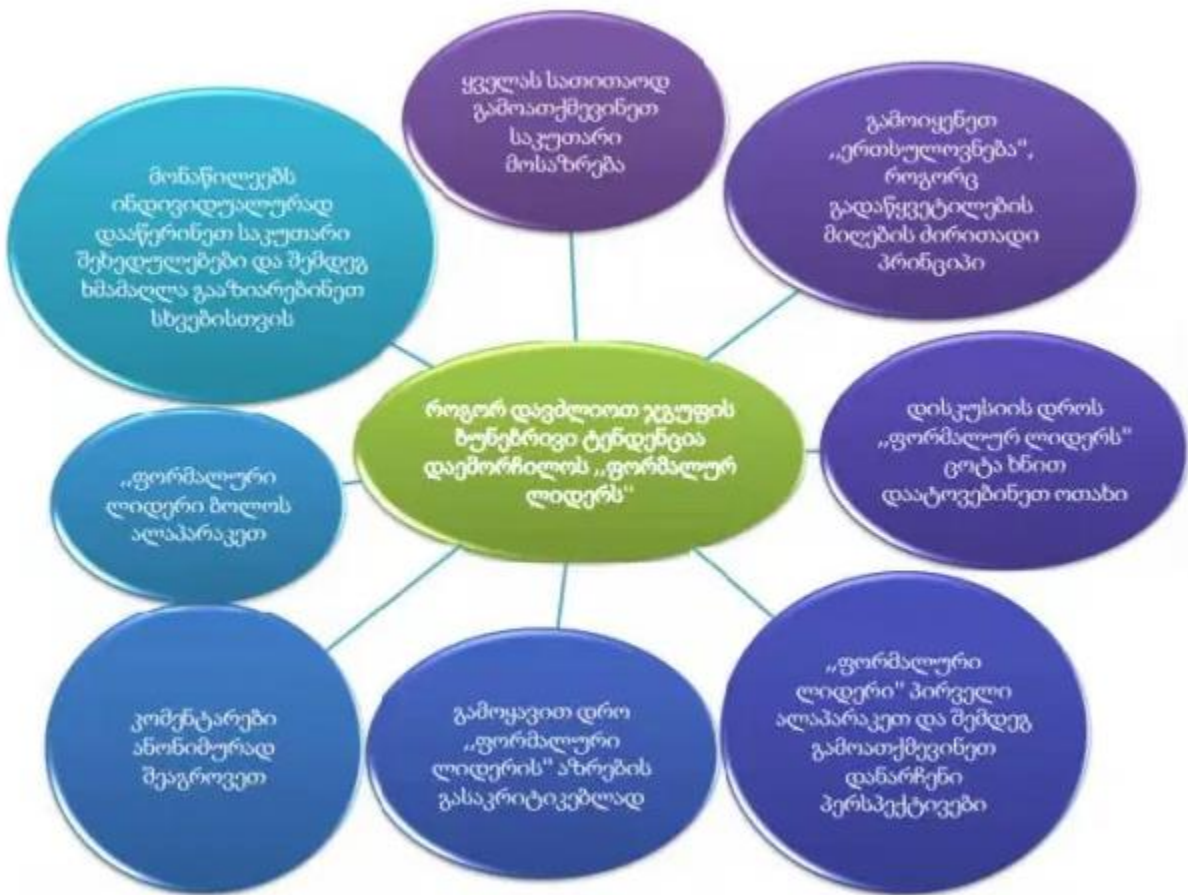 როგორ დავძლიოთ ჯგუფის
ბუნებრივი ტენდენცია
დაემორჩილოს ,,ფორმალურ
ლიდერს"
ყველას სათითაოდ
გამოათქმევინეთ
საკუთარი
მოსაზრება
გამოიყენეთ
,,ერთსულოვნება",
როგორც
გადაწყვეტილების
მიღების ძირითადი
პრინციპი
დისკუსიის დროს
,,ფორმალურ ლიდერს"
ცოტა ხნით
დაატოვებინეთ ოთახი
,,ფორმალური
ლიდერი" პირველი
ალაპარაკეთ და შემდეგ
გამოათქმევინეთ
დანარჩენი
პერსპექტივები
გამოყავით დრო
,,ფორმალური
ლიდერის" აზრების
გასაკრიტიკებლად
კომენტარები
ანონიმურად
შეაგროვეთ
,,ფორმალური
ლიდერი ბოლოს
ალაპარაკეთ
მონაწილეებს
ინდივიდუალურად
დააწერინეთ საკუთარი
შეხედულებები და შემდეგ
ხმამაღლა გააზიარებინეთ
სხვებისთვის